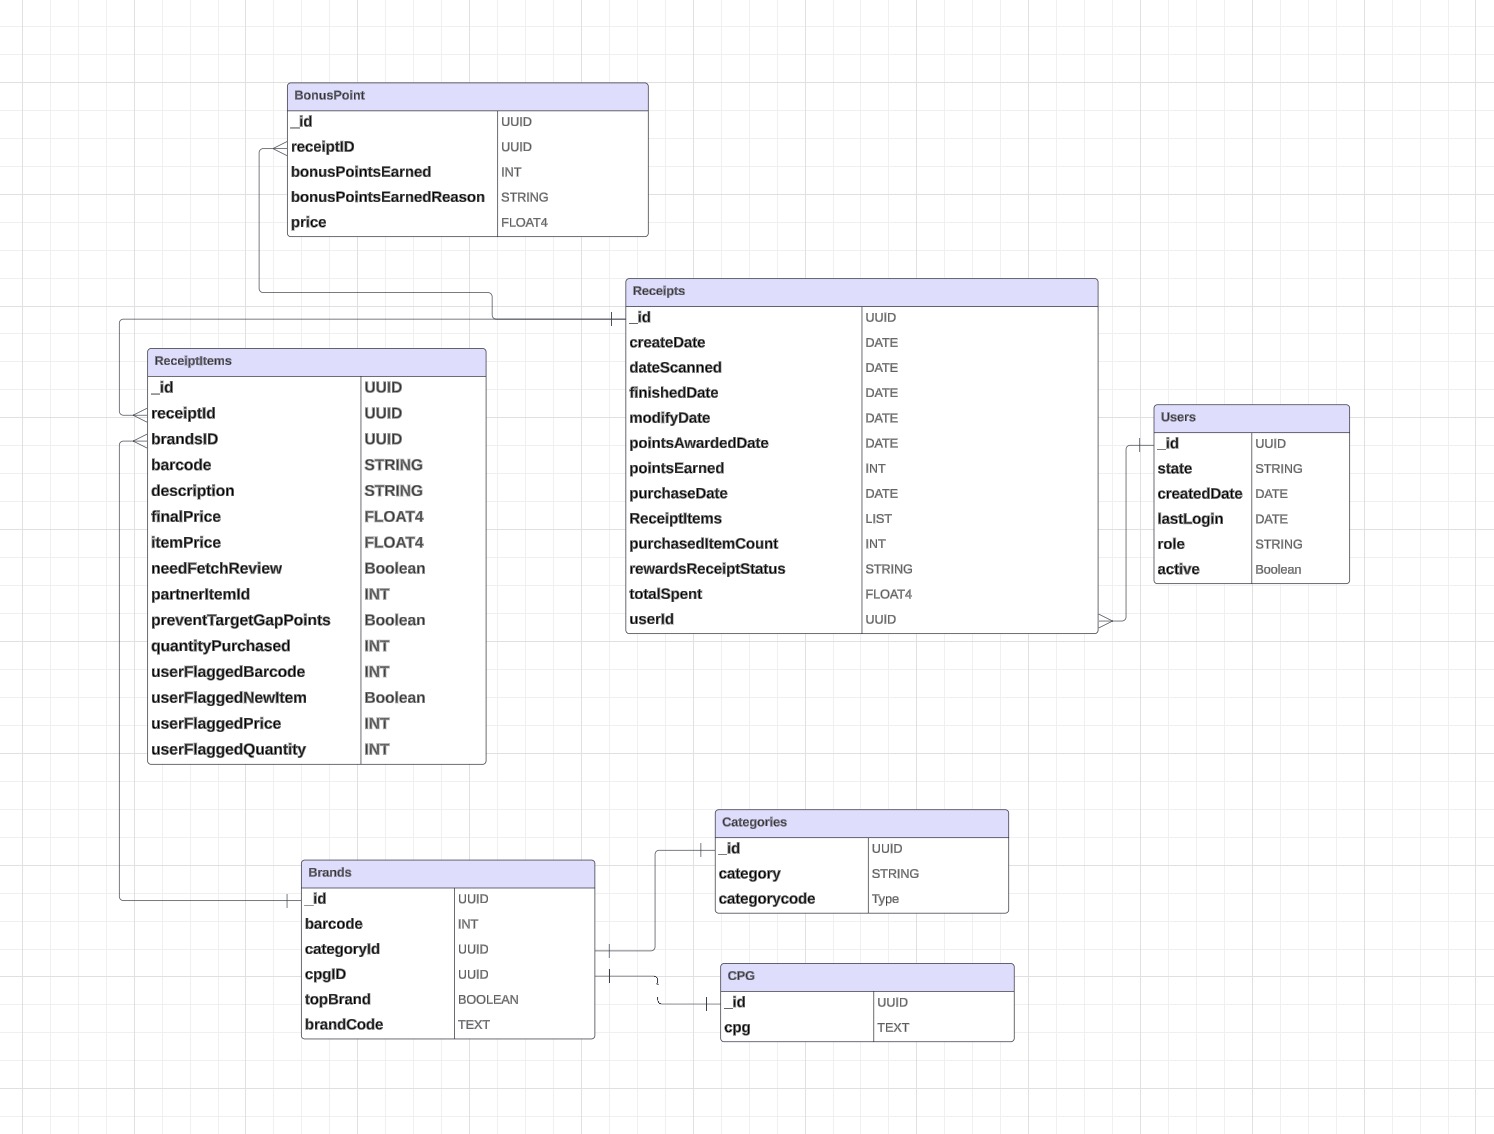 BonusPoint
_id UUID
receiptID UUID
bonusPointsEarned INT
bonusPointsEarnedReason STRING
price FLOAT4
Receipts
_id UUID
createDate DATE
dateScanned DATE
finishedDate DATE
modifyDate DATE
pointsAwardedDate DATE
pointsEarned INT
purchaseDate DATE
ReceiptItems LIST
purchasedItemCount INT
rewardsReceiptStatus STRING
totalSpent FLOAT4
userId UUID
ReceiptItems
_id UUID
receiptId UUID
brandsID UUID
barcode STRING
description STRING
finalPrice FLOAT4
itemPrice FLOAT4
needFetchReview Boolean
partnerItemId INT
preventTargetGapPoints Boolean
quantityPurchased INT
userFlaggedBarcode INT
userFlaggedNewItem Boolean
userFlaggedPrice INT
userFlaggedQuantity INT
Users
_id UUID
state STRING
createdDate DATE
lastLogin DATE
role STRING
active Boolean
Categories
_id UUID
category STRING
categorycode Type
Brands
_id UUID
barcode INT
categoryId UUID
cpgID UUID
topBrand BOOLEAN
brandCode TEXT
CPG
_id UUID
cpg TEXT